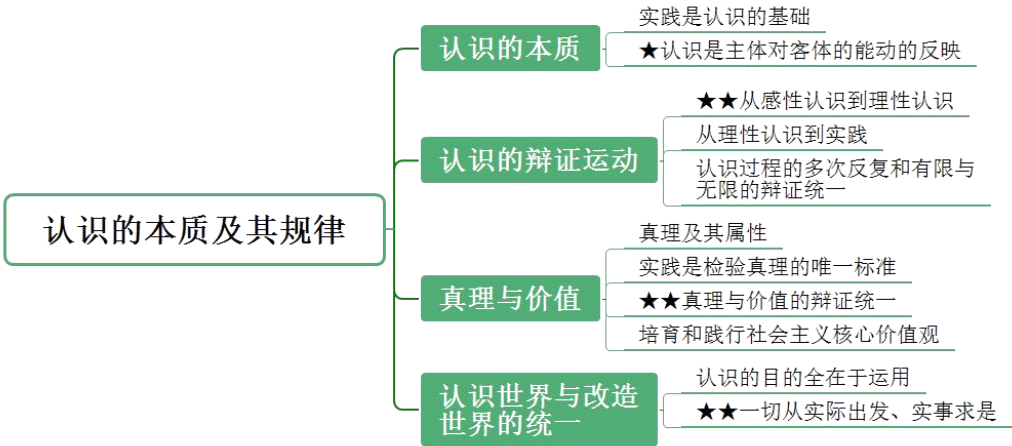 认识的本质及其规律
认识的本质
实践是认识的基础
★认识是主体对客体的能动的反映
认识的辩证运动
★★从感性认识到理性认识
从理性认识到实践
认识过程的多次反复和有限与
无限的辩证统一
真理与价值
真理及其属性
实践是检验真理的唯一标准
★★真理与价值的辩证统一
培育和践行社会主义核心价值观
认识世界与改造
世界的统一
认识的目的全在于运用
★★一切从实际出发、实事求是